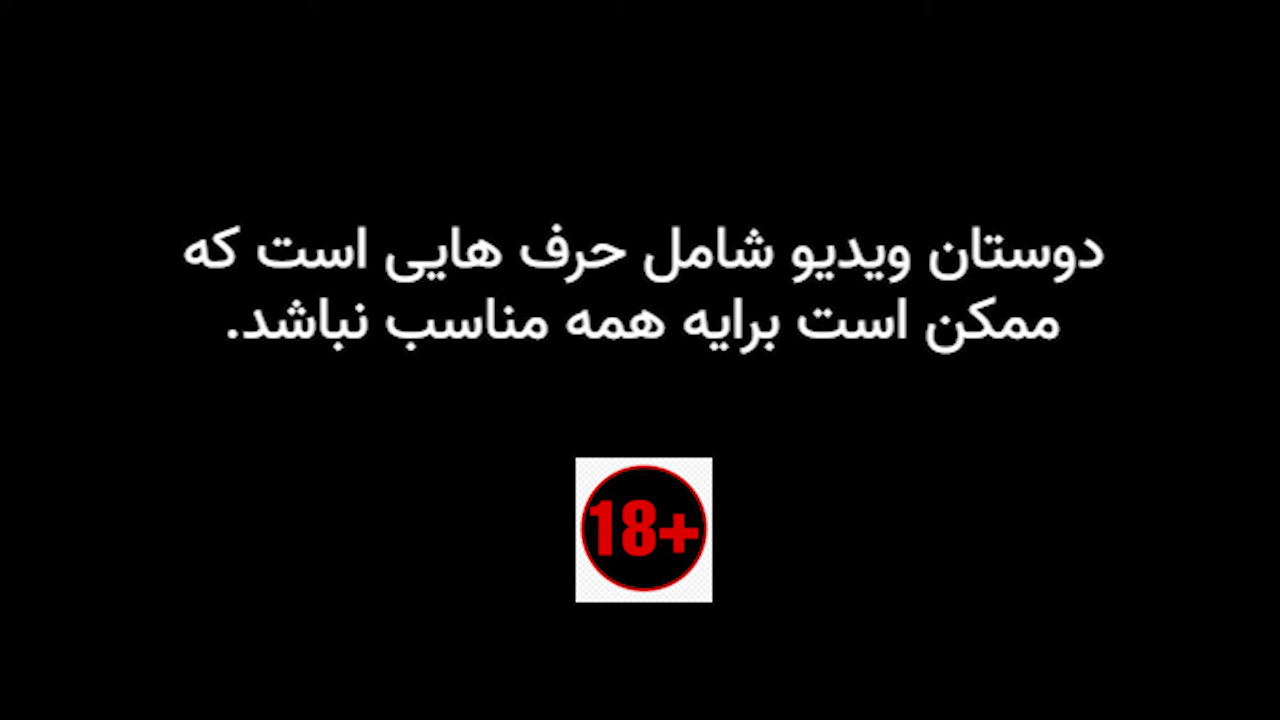 دوستان ویدیو شامل حرف هایی است که
ممکن است برایه همه مناسب نباشد.
18+